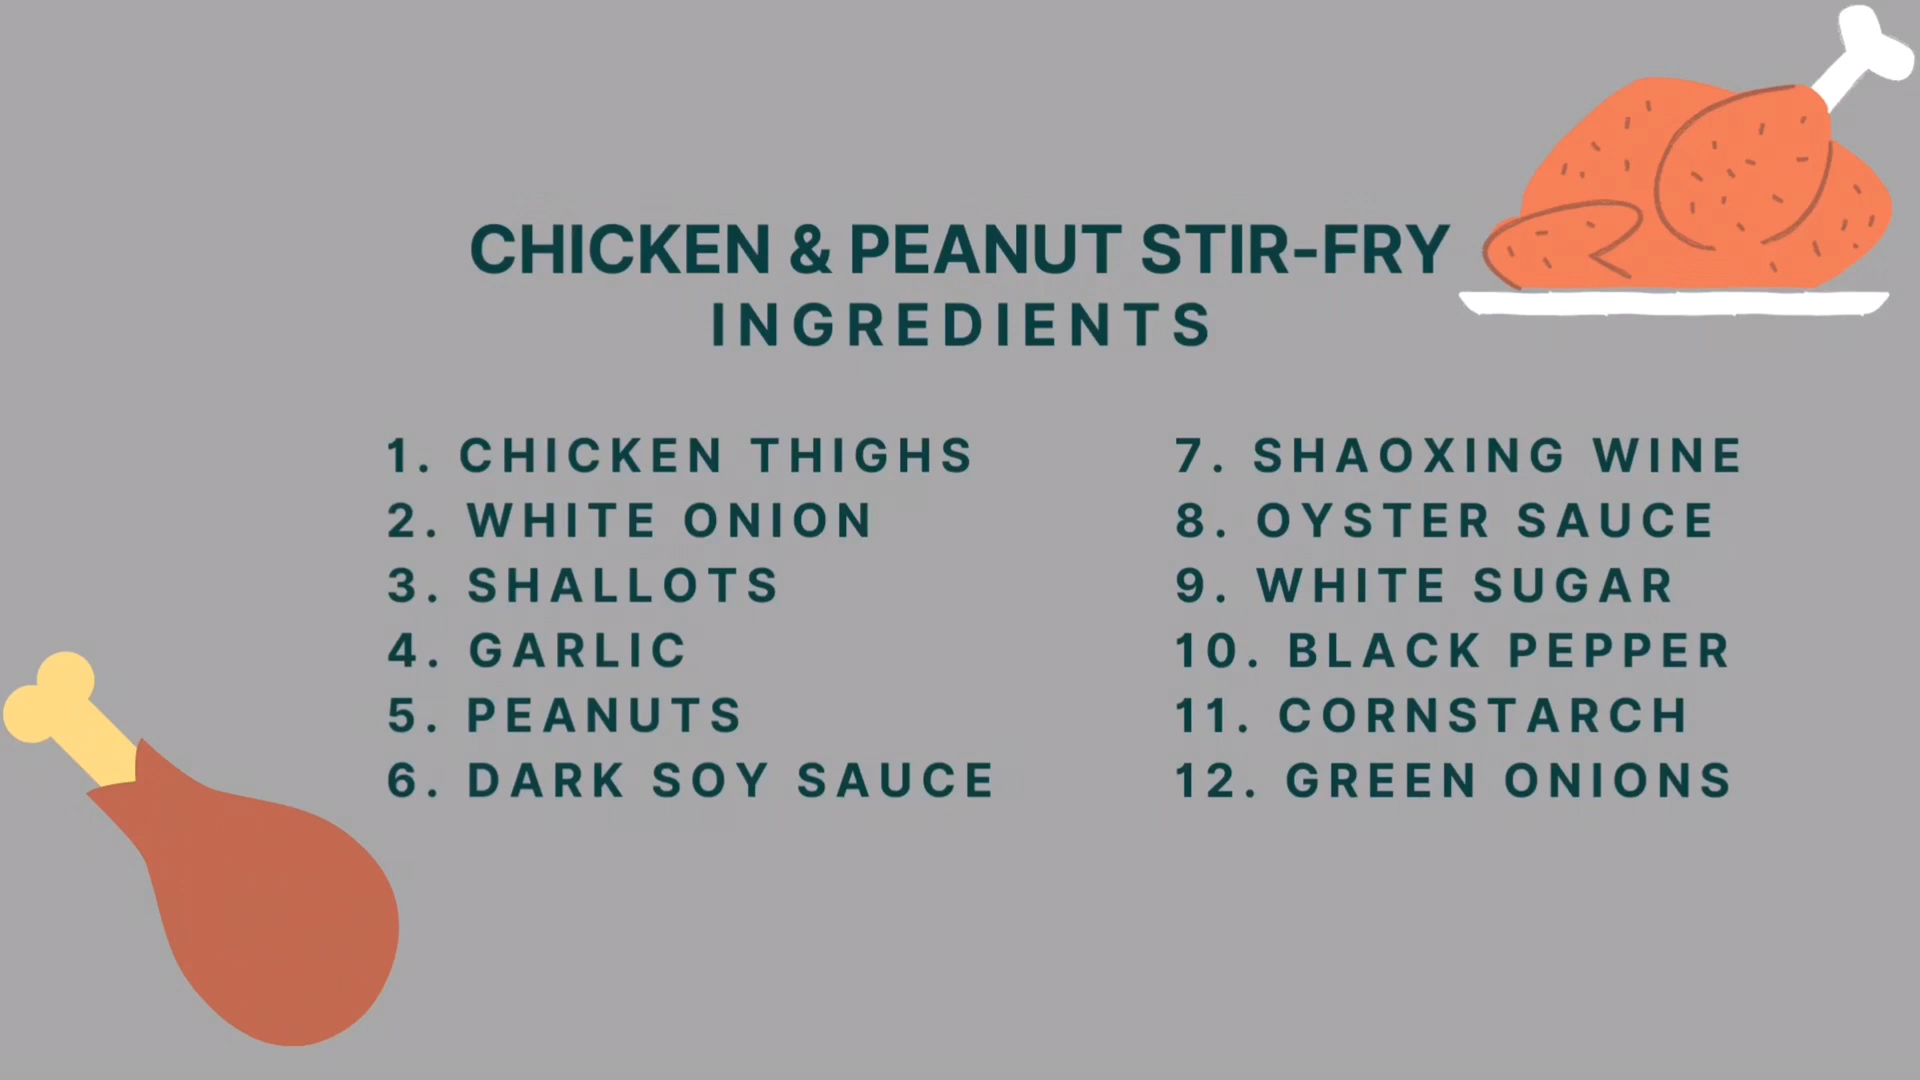 CHICKEN & PEANUT STIR-FRY
INGREDIENTS
1. CHICKEN THIGHS
2. WHITE ONION
3. SHALLOTS
4. GARLIC
5. PEANUTS
6. DARK SOY SAUCE
7. SHAOXING WINE
8. OYSTER SAUCE
9. WHITE SUGAR
10. BLACK PEPPER
11. CORNSTARCH
12. GREEN ONIONS